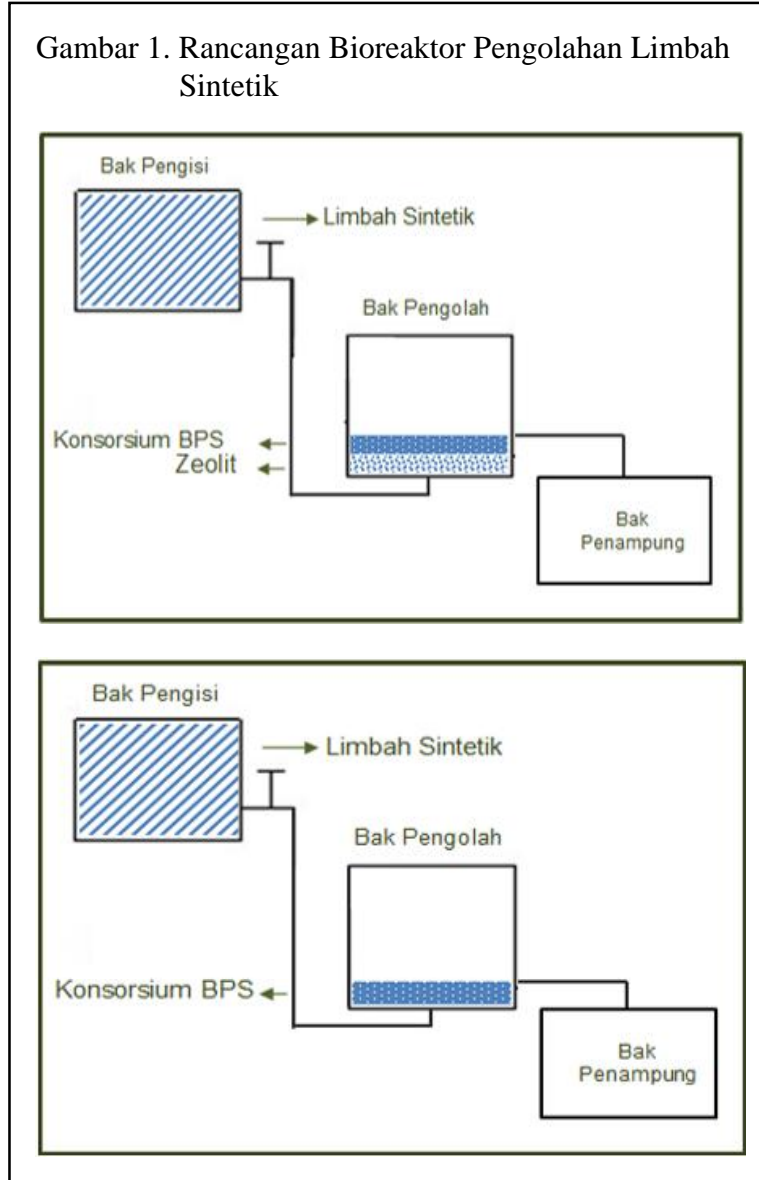 Gambar 1. Rancangan Bioreaktor Pengolahan Limbah
Sintetik
Bak Pengisi
Limbah Sintetik
Bak Pengolah
Konsorsium BPS
Zeolit
Bak
Penampung
Bak Pengisi
Limbah Sintetik
Bak Pengolah
Konsorsium BPS
Bak
Penampung